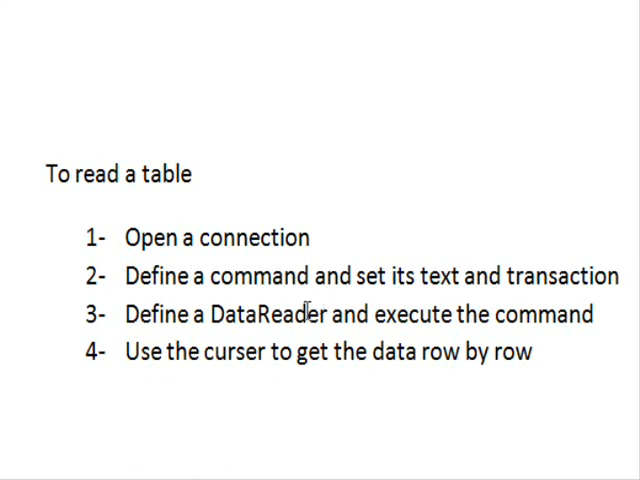 To read a table
1- Open a connection
2- Define a command and set its text and transaction
3- Define a DataReader and execute the command
4- Use the curser to get the data row by row